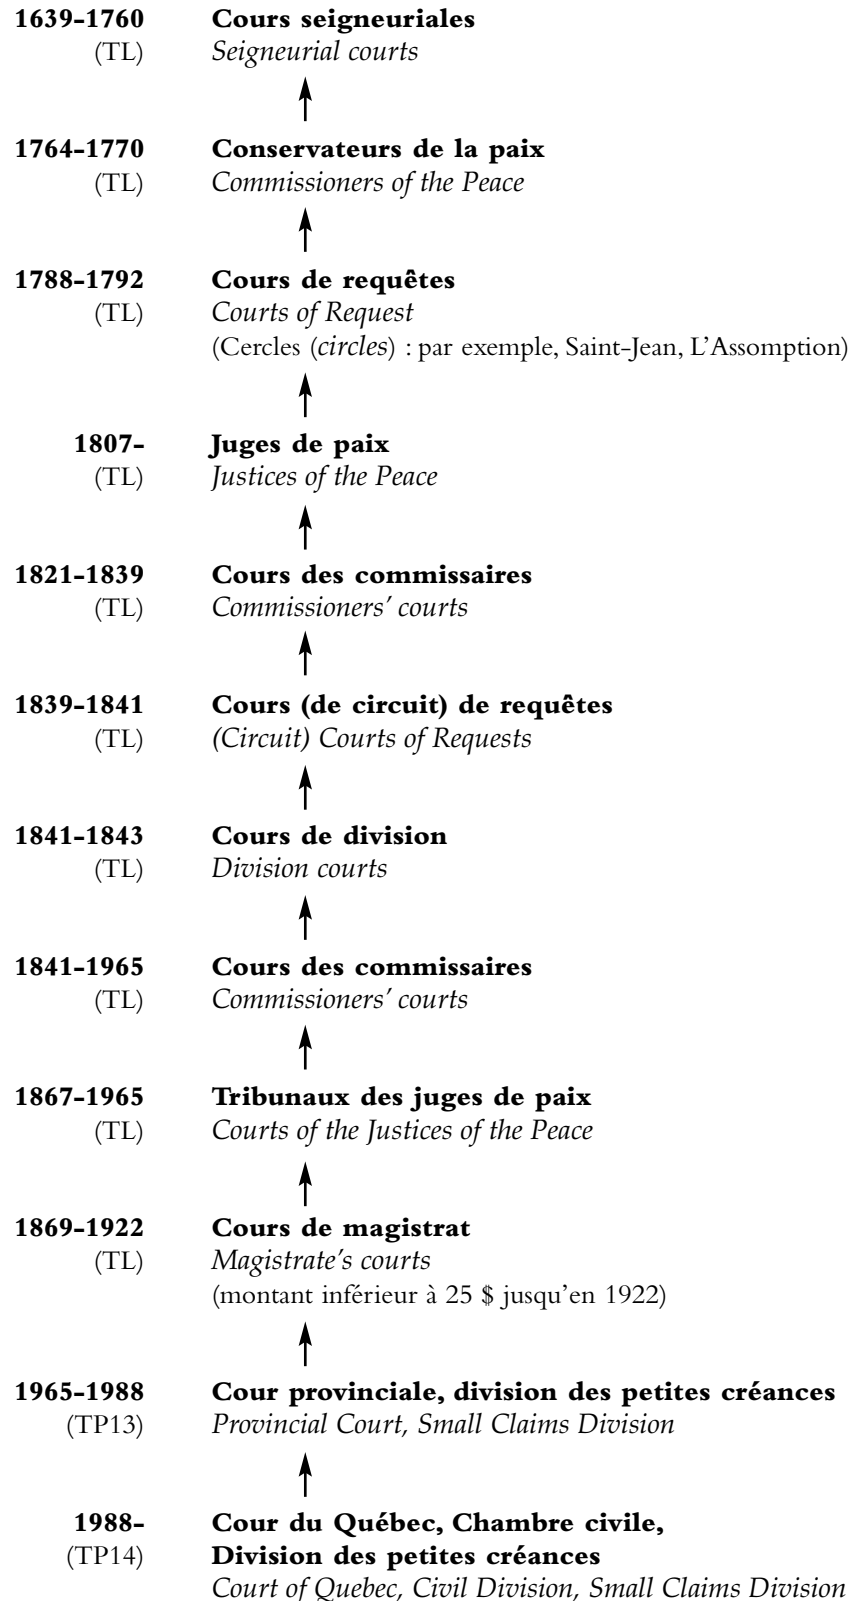 1639-1760 Cours seigneuriales
(TL) Seigneurial courts
1764-1770 Conservateurs de la paix
(TL) Commissioners of the Peace
1788-1792 Cours de requêtes
(TL) Courts of Request
(Cercles (circles) : par exemple, Saint-Jean, L’Assomption)
1807- Juges de paix
(TL) Justices of the Peace
1821-1839 Cours des commissaires
(TL) Commissioners’ courts
1839-1841 Cours (de circuit) de requêtes
(TL) (Circuit) Courts of Requests
1841-1843 Cours de division
(TL) Division courts
1841-1965 Cours des commissaires
(TL) Commissioners’ courts
1867-1965 Tribunaux des juges de paix
(TL) Courts of the Justices of the Peace
1869-1922 Cours de magistrat
(TL) Magistrate’s courts
(montant inférieur à 25 $ jusqu’en 1922)
1965-1988 Cour provinciale, division des petites créances
(TP13) Provincial Court, Small Claims Division
1988- Cour du Québec, Chambre civile,
(TP14) Division des petites créances
Court of Quebec, Civil Division, Small Claims Division